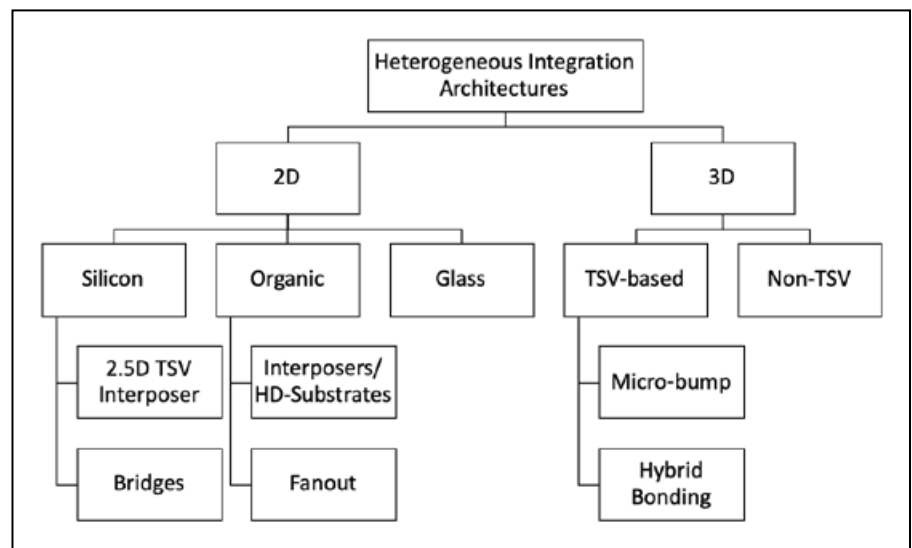 Heterogeneous Integration
Architectures
2D
3D
Silicon
Organic
Glass
TSV-based
Non-TSV
2.5D TSV
Interposer
Interposers/
HD-Substrates
Micro-bump
Bridges
Fanout
Hybrid
Bonding